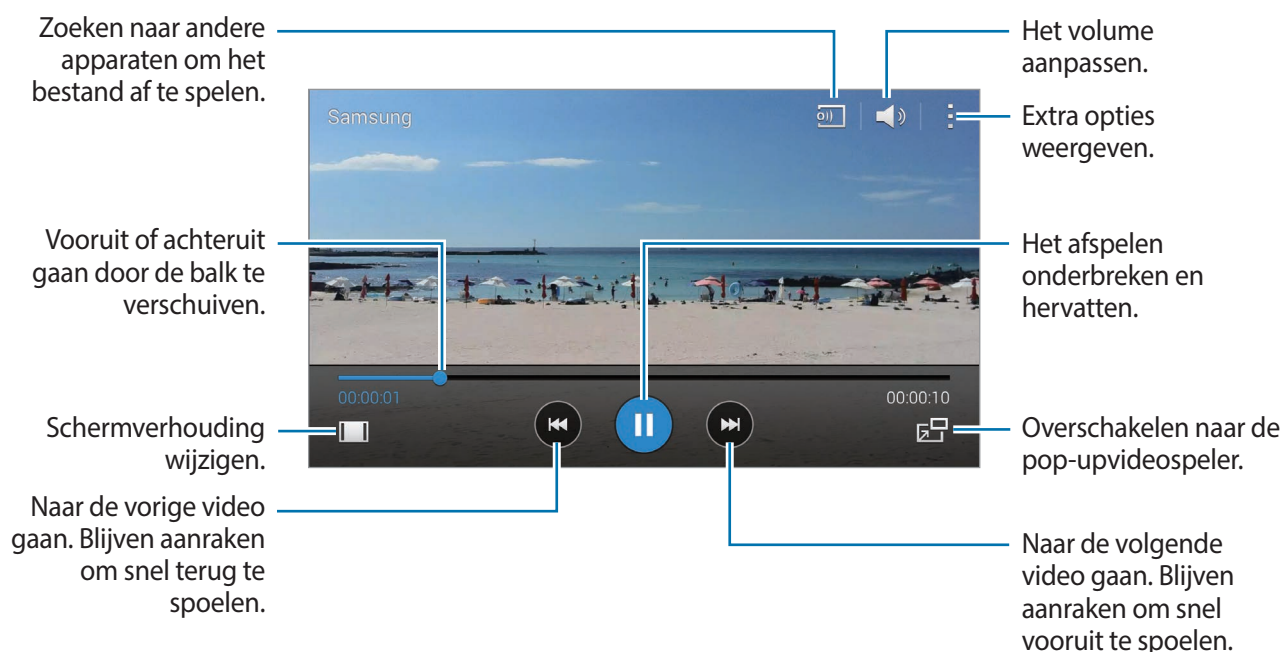 Zoeken naar andere
apparaten om het
bestand af te spelen.
Het volume
aanpassen.
Samsung
Extra opties
weergeven.
Vooruit of achteruit
gaan door de balk te
verschuiven.
Het afspelen
onderbreken en
hervatten.
00:00:01
00:00:10
Schermverhouding
wijzigen.
Overschakelen naar de
pop-upvideospeler.
Naar de vorige video
gaan. Blijven aanraken
om snel terug te
spoelen.
Naar de volgende
video gaan. Blijven
aanraken om snel
vooruit te spoelen.